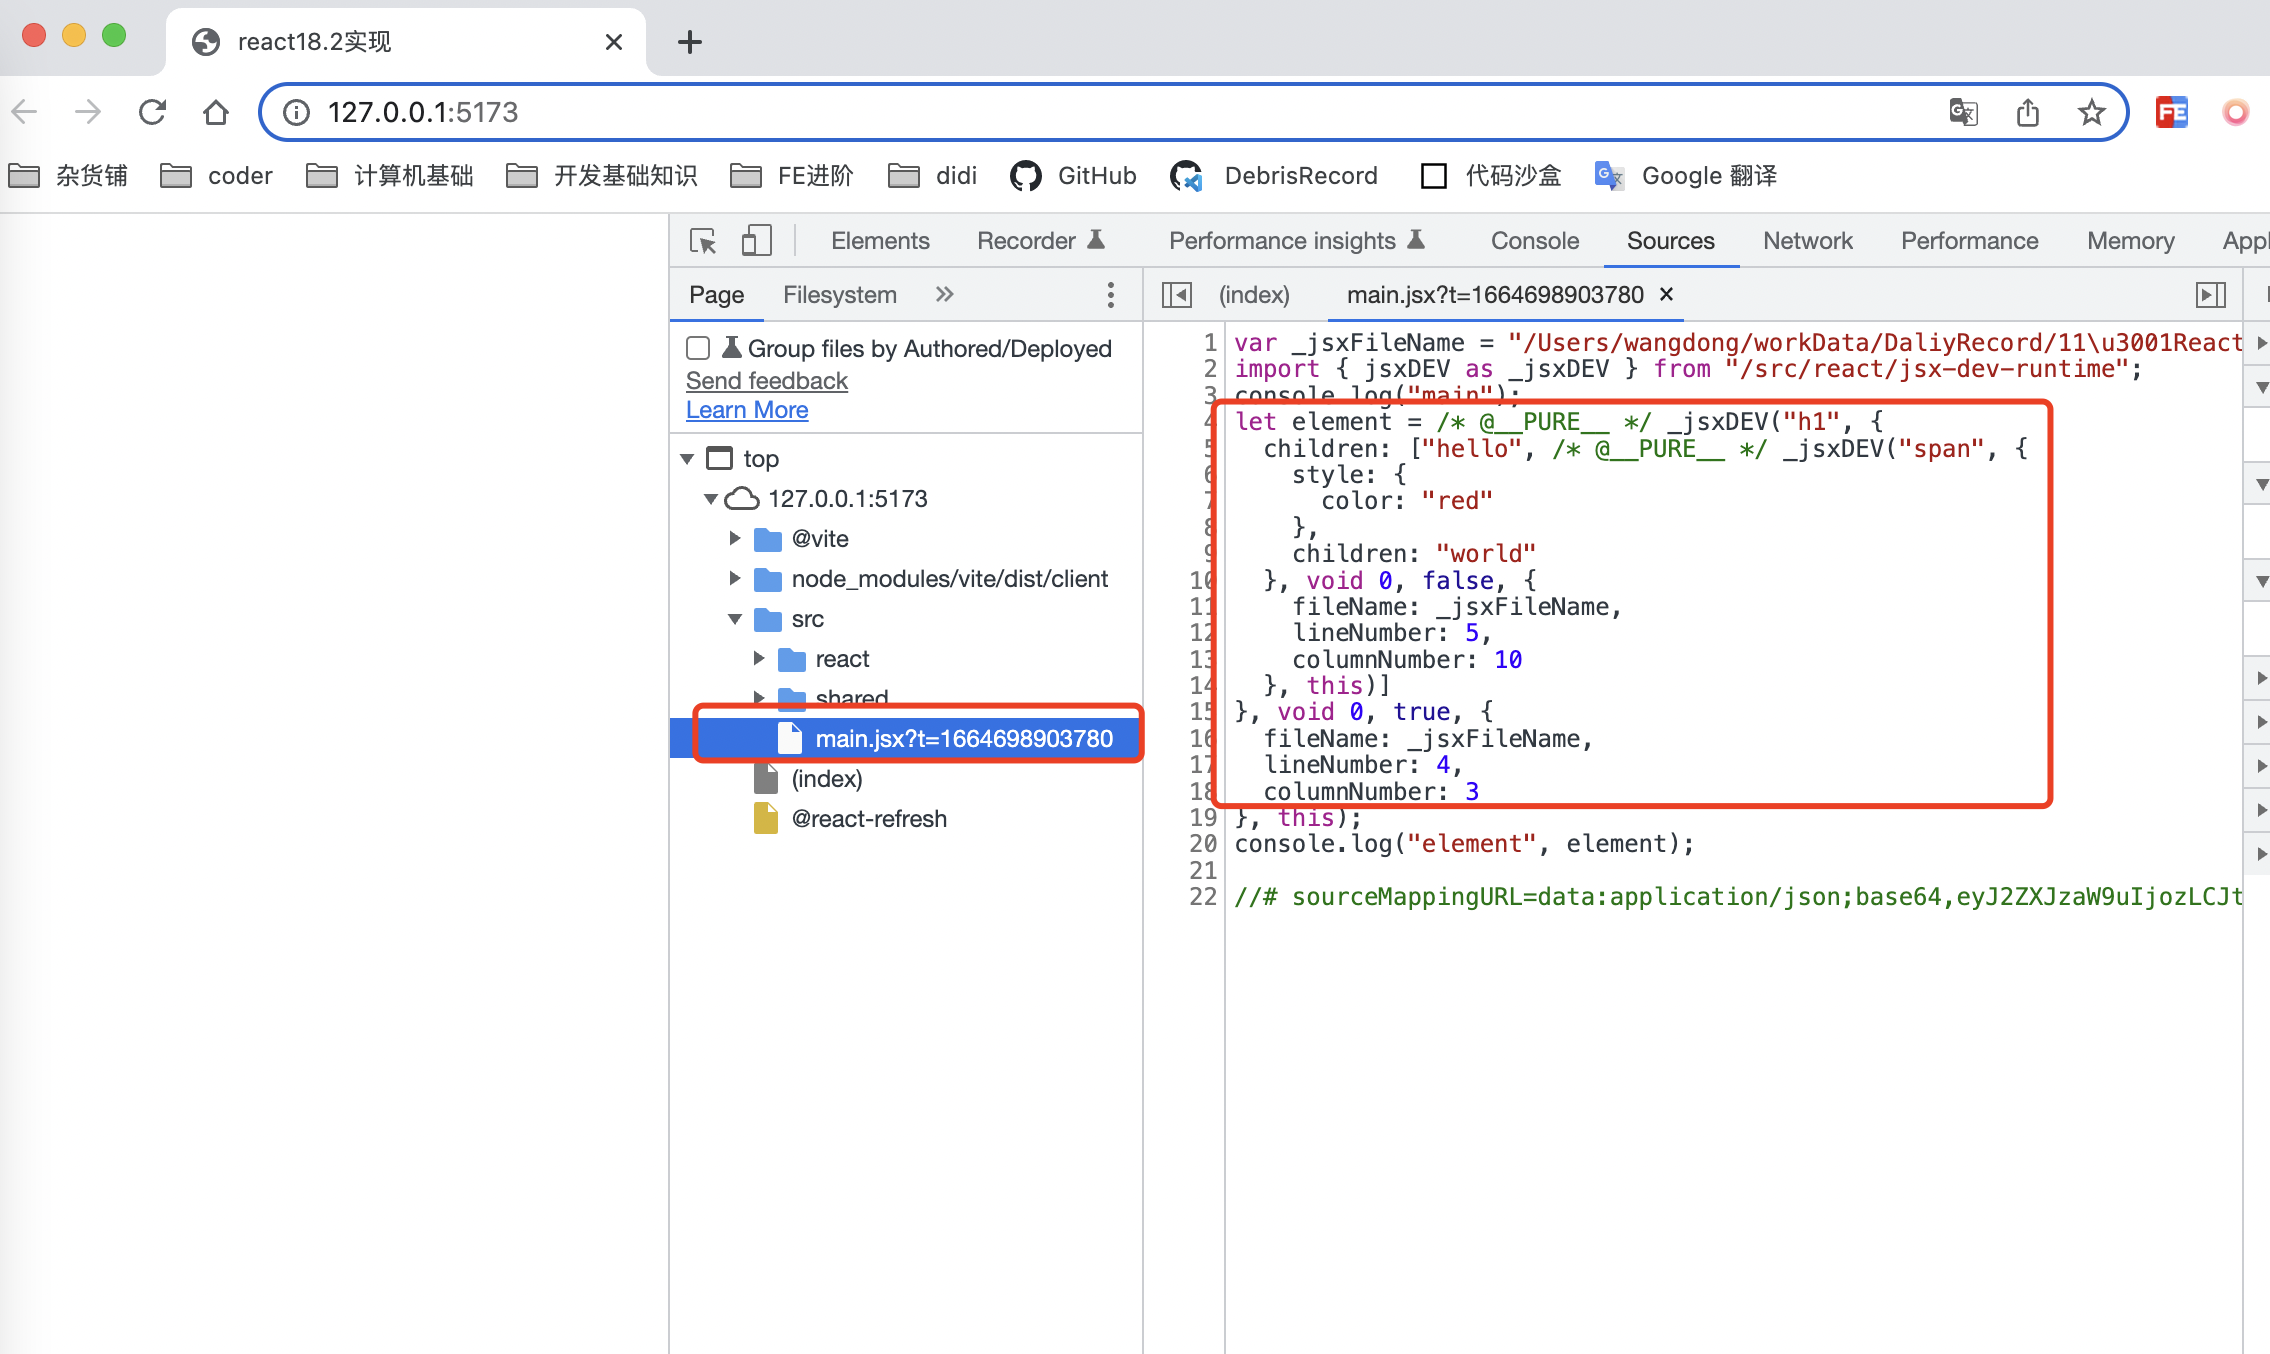 react18.2实现
127.0.0.1:5173
杂货铺 coder 计算机基础 开发基础知识 FE进阶 didi GitHub DebrisRecord 代码沙盒 Google 翻译
FE
Elements Recorder Performance insights Console Sources Network Performance Memory Appl
Page Filesystem
(index) main.jsx?t=1664698903780
Group files by Authored/Deployed
Send feedback
Learn More
top
127.0.0.1:5173
@vite
node_modules/vite/dist/client
src
react
shared
main.jsx?t=1664698903780
(index)
@react-refresh
1 var _jsxFileName = "/Users/wangdong/workData/DaliyRecord/11\u3001React
2 import { jsxDEV as _jsxDEV } from "/src/react/jsx-dev-runtime";
3 console.log("main");
4 let element = /* @__PURE__ */ _jsxDEV("h1", {
5 children: ["hello", /* @__PURE__ */ _jsxDEV("span", {
6 style: {
7 color: "red"
8 },
9 children: "world"
10 }, void 0, false, {
11 fileName: _jsxFileName,
12 lineNumber: 5,
13 columnNumber: 10
14 }, this)]
15 }, void 0, true, {
16 fileName: _jsxFileName,
17 lineNumber: 4,
18 columnNumber: 3
19 }, this);
20 console.log("element", element);
21
22 //# sourceMappingURL=data:application/json;base64,eyJ2ZXJzaW9uIjozLCJt